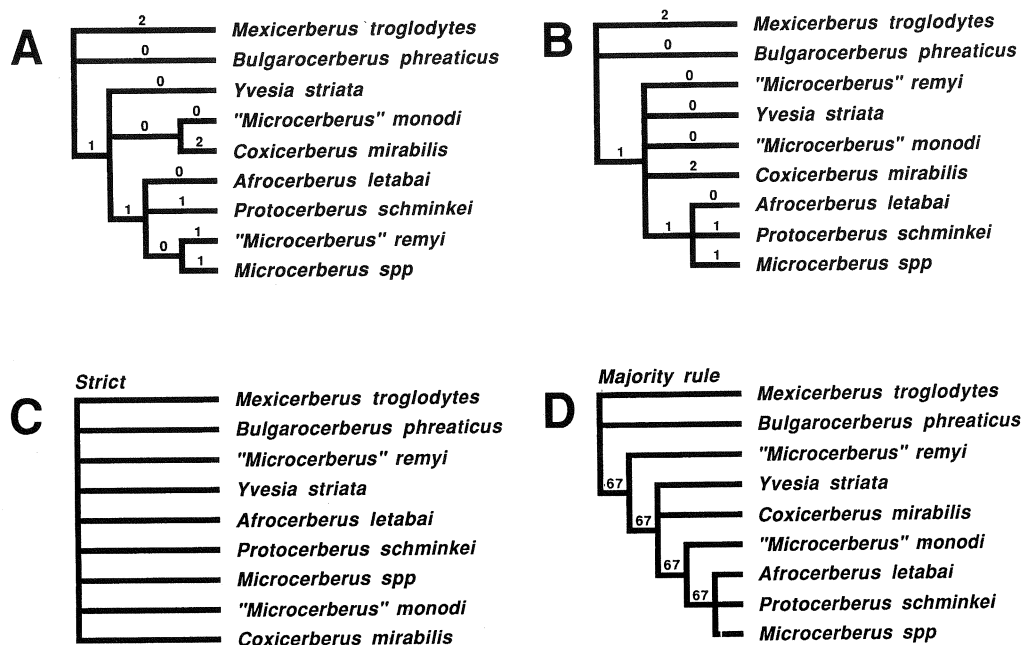 A
2
Mexicerberus troglodytes
0
Bulgarocerberus phreaticus
0
Yvesia striata
0
"Microcerberus" monodi
0
1
2
Coxicerberus mirabilis
0
Afrocerberus letabai
1
1
Protocerberus schminkei
1
"Microcerberus" remyi
0
1
Microcerberus spp
B
2
Mexicerberus troglodytes
0
Bulgarocerberus phreaticus
0
"Microcerberus" remyi
0
Yvesia striata
0
"Microcerberus" monodi
1
2
Coxicerberus mirabilis
0
Afrocerberus letabai
1
1
Protocerberus schminkei
1
Microcerberus spp
C
Strict
Mexicerberus troglodytes
Bulgarocerberus phreaticus
"Microcerberus" remyi
Yvesia striata
Afrocerberus letabai
Protocerberus schminkei
Microcerberus spp
"Microcerberus" monodi
Coxicerberus mirabilis
D
Majority rule
Mexicerberus troglodytes
Bulgarocerberus phreaticus
"Microcerberus" remyi
67
Yvesia striata
67
Coxicerberus mirabilis
"Microcerberus" monodi
67
Afrocerberus letabai
67
Protocerberus schminkei
Microcerberus spp